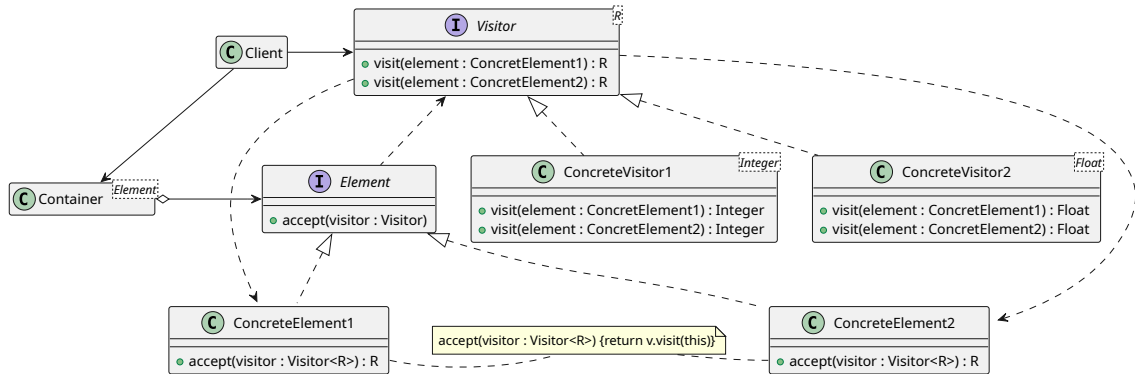 R
I Visitor
C Client
visit(element : ConcretElement1) : R
visit(element : ConcretElement2) : R
Integer
C ConcreteVisitor1
Float
C ConcreteVisitor2
Element
C Container
I Element
accept(visitor : Visitor)
visit(element : ConcretElement1) : Integer
visit(element : ConcretElement2) : Integer
visit(element : ConcretElement1) : Float
visit(element : ConcretElement2) : Float
C ConcreteElement1
accept(visitor : Visitor<R>) : R
accept(visitor : Visitor<R>) {return v.visit(this)}
C ConcreteElement2
accept(visitor : Visitor<R>) : R